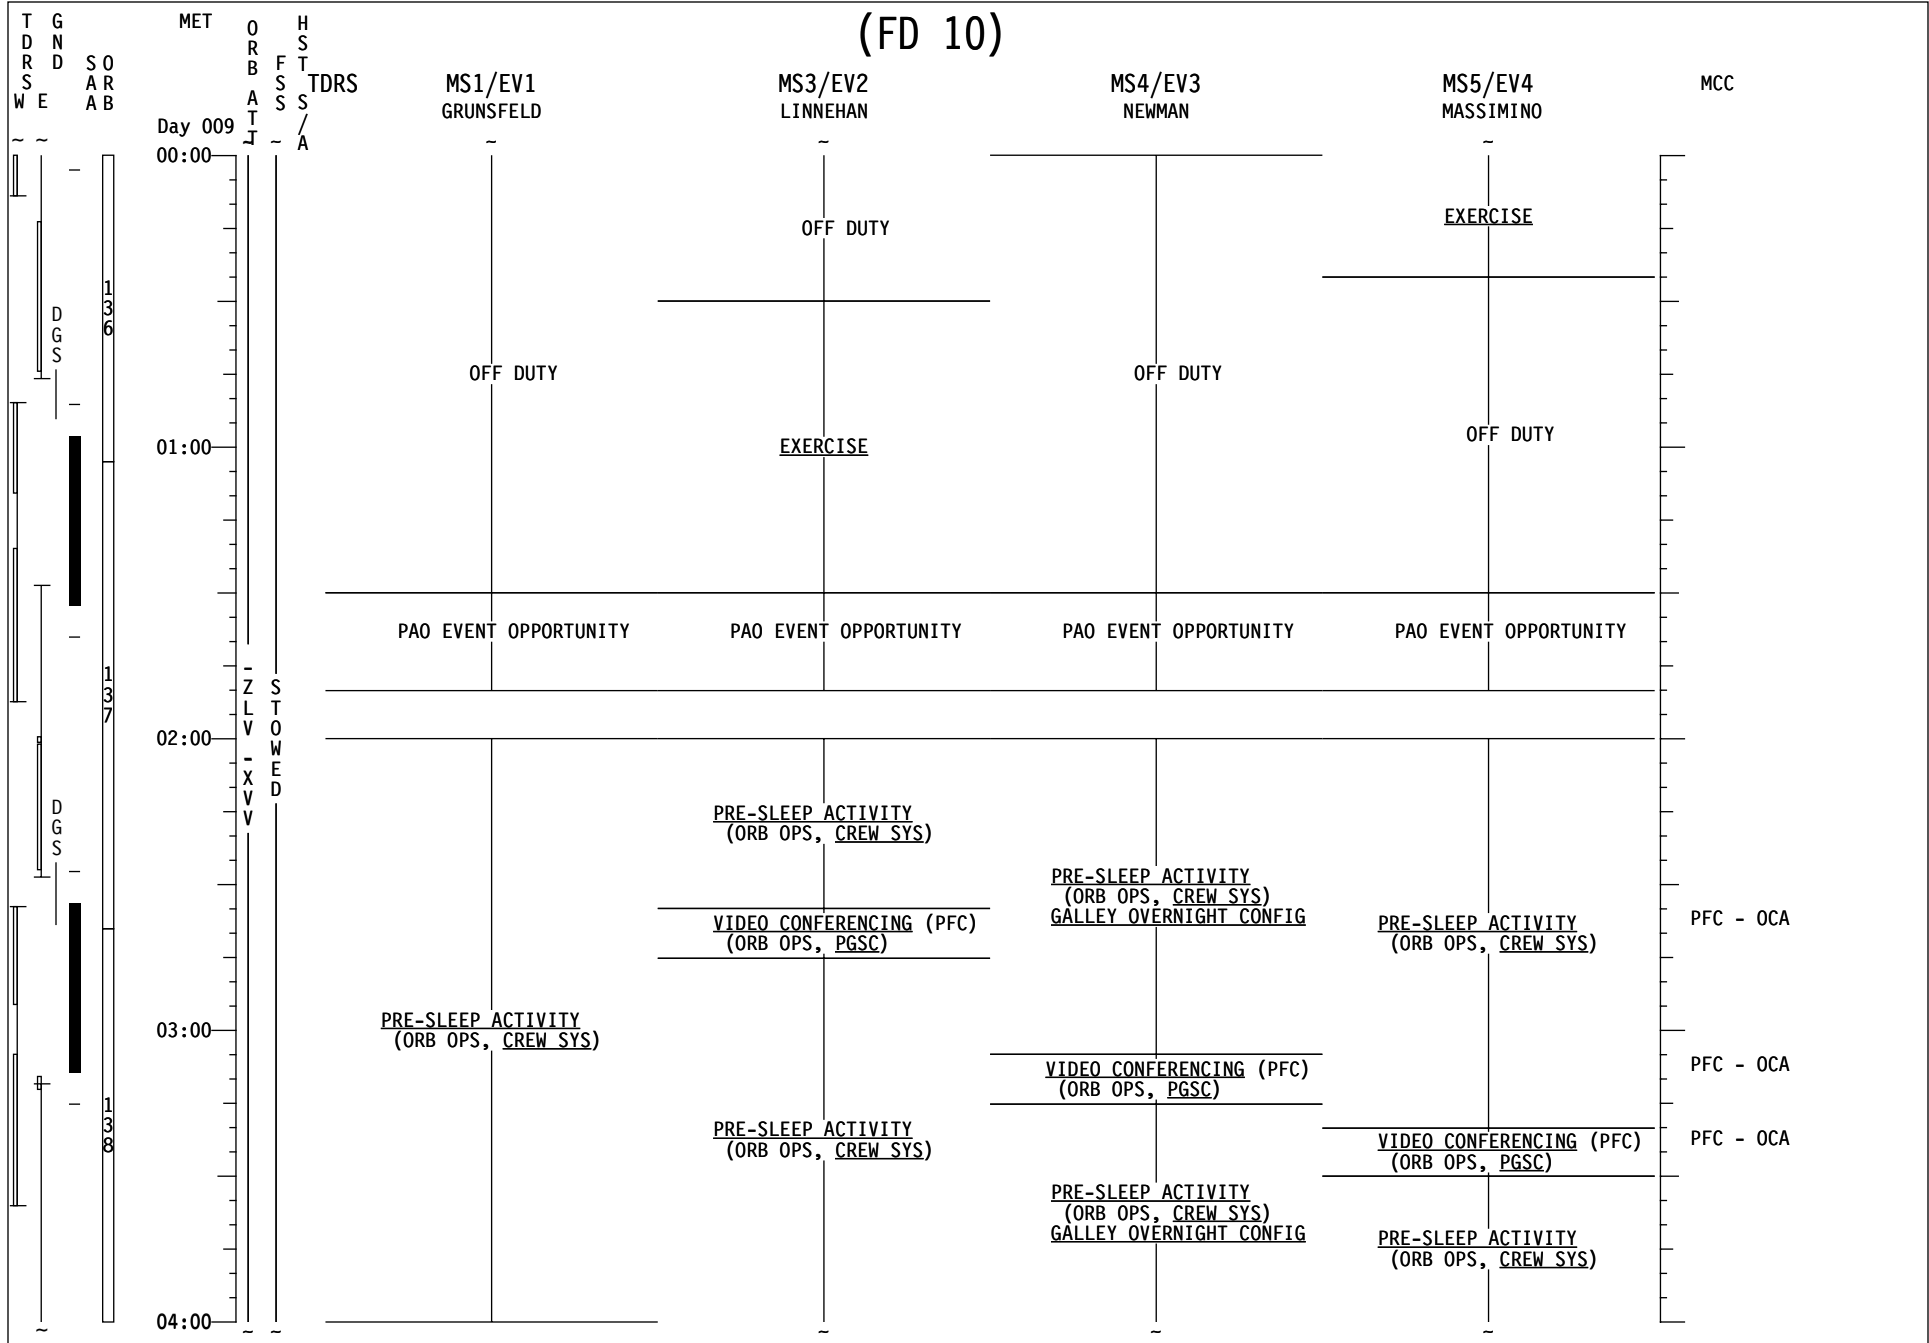 (FD 10)
TDRS W E
GND
SAA
ORB
MET
ORB ATT
FSS
HST S/A
TDRS
MS1/EV1
GRUNSFELD
MS3/EV2
LINNEHAN
MS4/EV3
NEWMAN
MS5/EV4
MASSIMINO
MCC
Day 009
~ ~ ~ ~ ~ ~ ~
00:00
EXERCISE
OFF DUTY
136
DGS
OFF DUTY
OFF DUTY
OFF DUTY
01:00
EXERCISE
PAO EVENT OPPORTUNITY
PAO EVENT OPPORTUNITY
PAO EVENT OPPORTUNITY
PAO EVENT OPPORTUNITY
137
-ZLV -XVV
STOWED
02:00
DGS
PRE-SLEEP ACTIVITY
(ORB OPS, CREW SYS)
PRE-SLEEP ACTIVITY
(ORB OPS, CREW SYS)
GALLEY OVERNIGHT CONFIG
VIDEO CONFERENCING (PFC)
(ORB OPS, PGSC)
PRE-SLEEP ACTIVITY
(ORB OPS, CREW SYS)
PFC - OCA
03:00
PRE-SLEEP ACTIVITY
(ORB OPS, CREW SYS)
VIDEO CONFERENCING (PFC)
(ORB OPS, PGSC)
PFC - OCA
138
PRE-SLEEP ACTIVITY
(ORB OPS, CREW SYS)
VIDEO CONFERENCING (PFC)
(ORB OPS, PGSC)
PFC - OCA
PRE-SLEEP ACTIVITY
(ORB OPS, CREW SYS)
GALLEY OVERNIGHT CONFIG
PRE-SLEEP ACTIVITY
(ORB OPS, CREW SYS)
04:00
~ ~ ~ ~ ~ ~